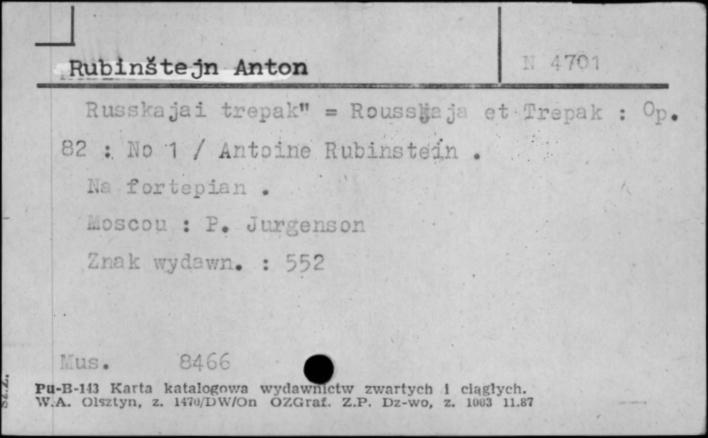 Rubinštejn Anton
N 4701
Russkajai trepak" = Rousskaja et Trepak : Op.
82 : No 1 / Antoine Rubinstein .
Na fortepian .
Moscou : P. Jurgenson
Znak wydawn. : 552
Mus. 8466
Pu-B-143 Karta katalogowa wydawnictw zwartych i ciągłych.
W.A. Olsztyn, z. 1470/DW/On OZGraf. Z.P. Dz-wo, z. 1003 11.87